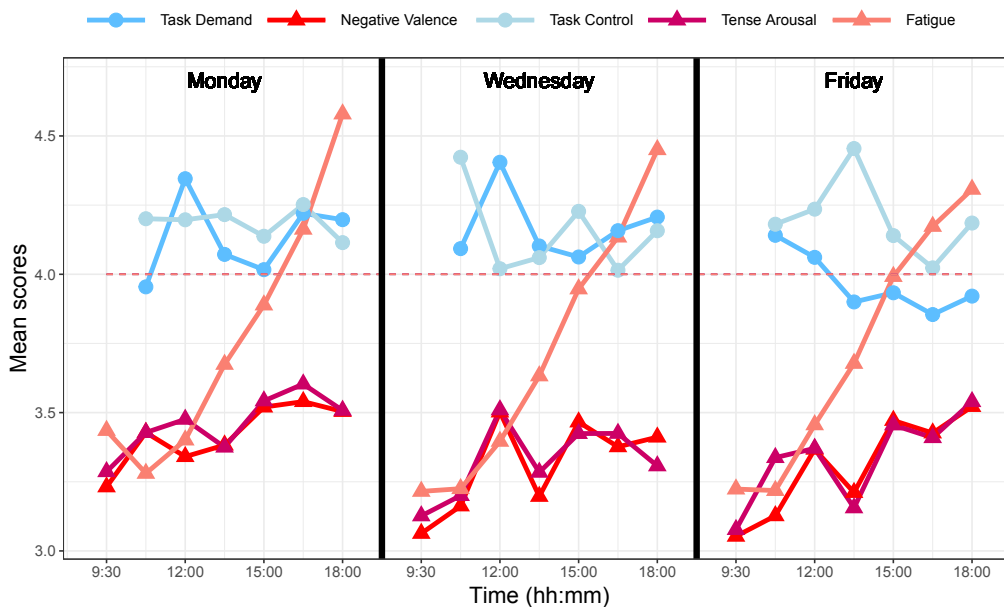 Task Demand Negative Valence Task Control Tense Arousal Fatigue
Monday Wednesday Friday
4.5
4.0
3.5
3.0
Mean scores
9:30 12:00 15:00 18:00 9:30 12:00 15:00 18:00 9:30 12:00 15:00 18:00
Time (hh:mm)